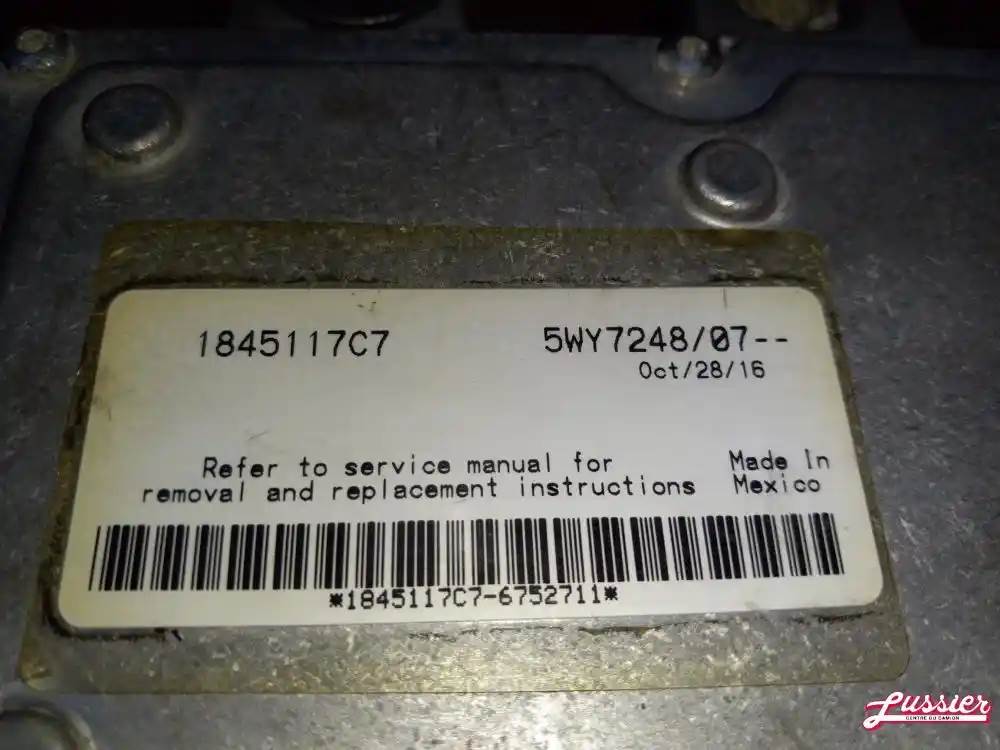 1845117C7 5WY7248/07--
Oct/28/16
Refer to service manual for Made In
removal and replacement instructions Mexico
*1845117C7-6752711*
Lussier
CENTRE DU CAMION